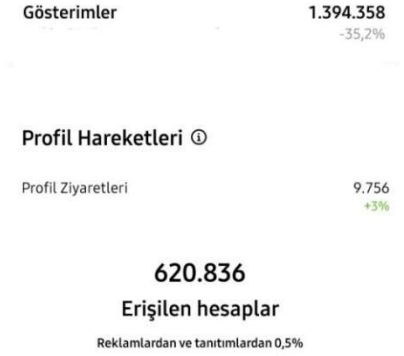 Gösterimler 1.394.358
-35,2%
Profil Hareketleri
Profil Ziyaretleri 9.756
+3%
620.836
Erişilen hesaplar
Reklamlardan ve tanıtımlardan 0,5%